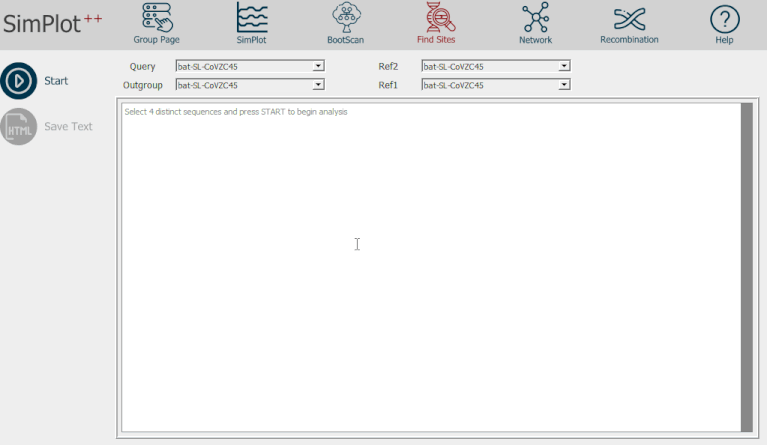 SimPlot++
Group Page
SimPlot
BootScan
Find Sites
Network
Recombination
? Help
Start
HTML Save Text
Query bat-SL-CoVZC45 Ref2 bat-SL-CoVZC45
Outgroup bat-SL-CoVZC45 Ref1 bat-SL-CoVZC45
Select 4 distinct sequences and press START to begin analysis